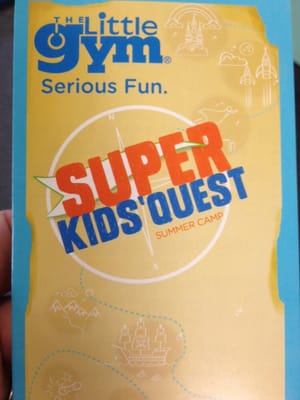 THE Little
gym®
Serious Fun.
SUPER
KIDS' QUEST
SUMMER CAMP